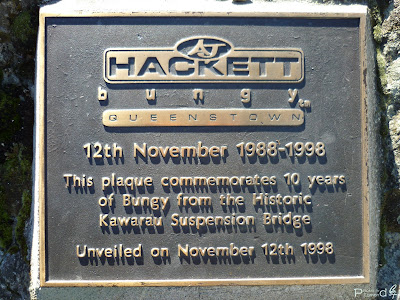 AJ
HACKETT
bungy tm
QUEENSTOWN
12th November 1988-1998
This plaque commemorates 10 years
of Bungy from the Historic
Kawarau Suspension Bridge
Unveiled on November 12th 1998